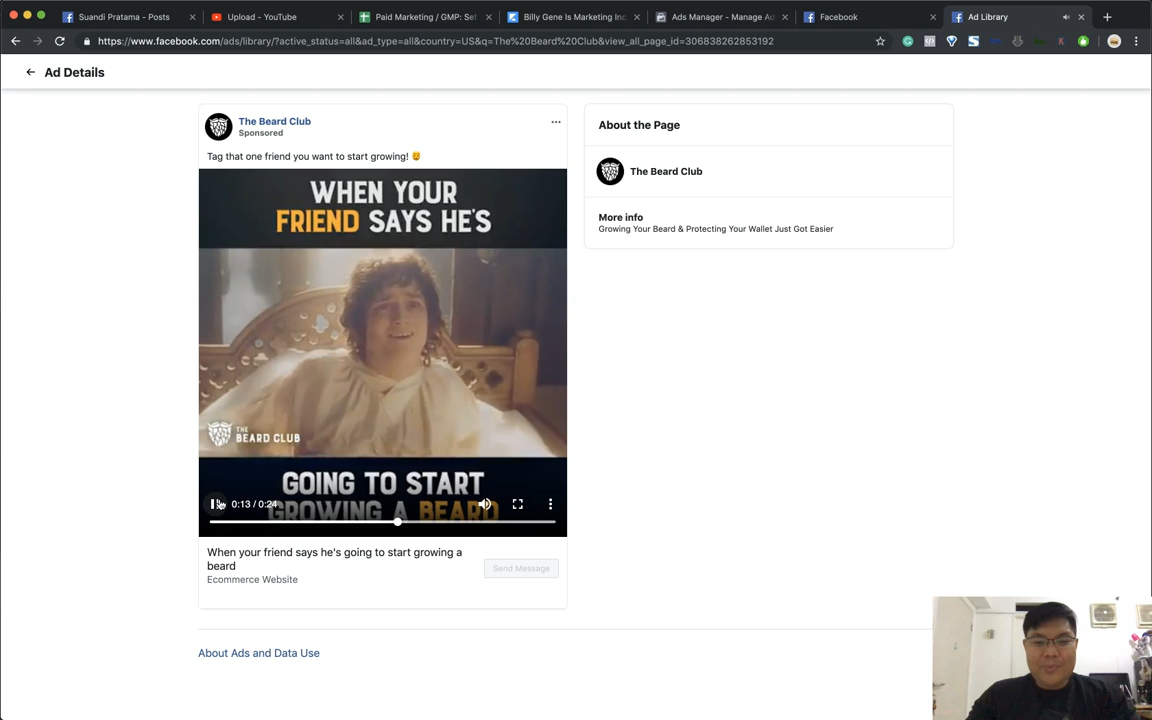 Suandi Pratama - Posts
Upload - YouTube
Paid Marketing / GMP: Set
Billy Gene Is Marketing Inc
Ads Manager - Manage Ad
Facebook
Ad Library
https://www.facebook.com/ads/library/?active_status=all&ad_type=all&country=US&q=The%20Beard%20Club&view_all_page_id=306838262853192
Ad Details
The Beard Club
Sponsored
Tag that one friend you want to start growing!
WHEN YOUR
FRIEND SAYS HE'S
THE
BEARD CLUB
GOING TO START
GROWING A BEARD
0:13 / 0:24
When your friend says he's going to start growing a
beard
Ecommerce Website
Send Message
About the Page
The Beard Club
More info
Growing Your Beard & Protecting Your Wallet Just Got Easier
About Ads and Data Use